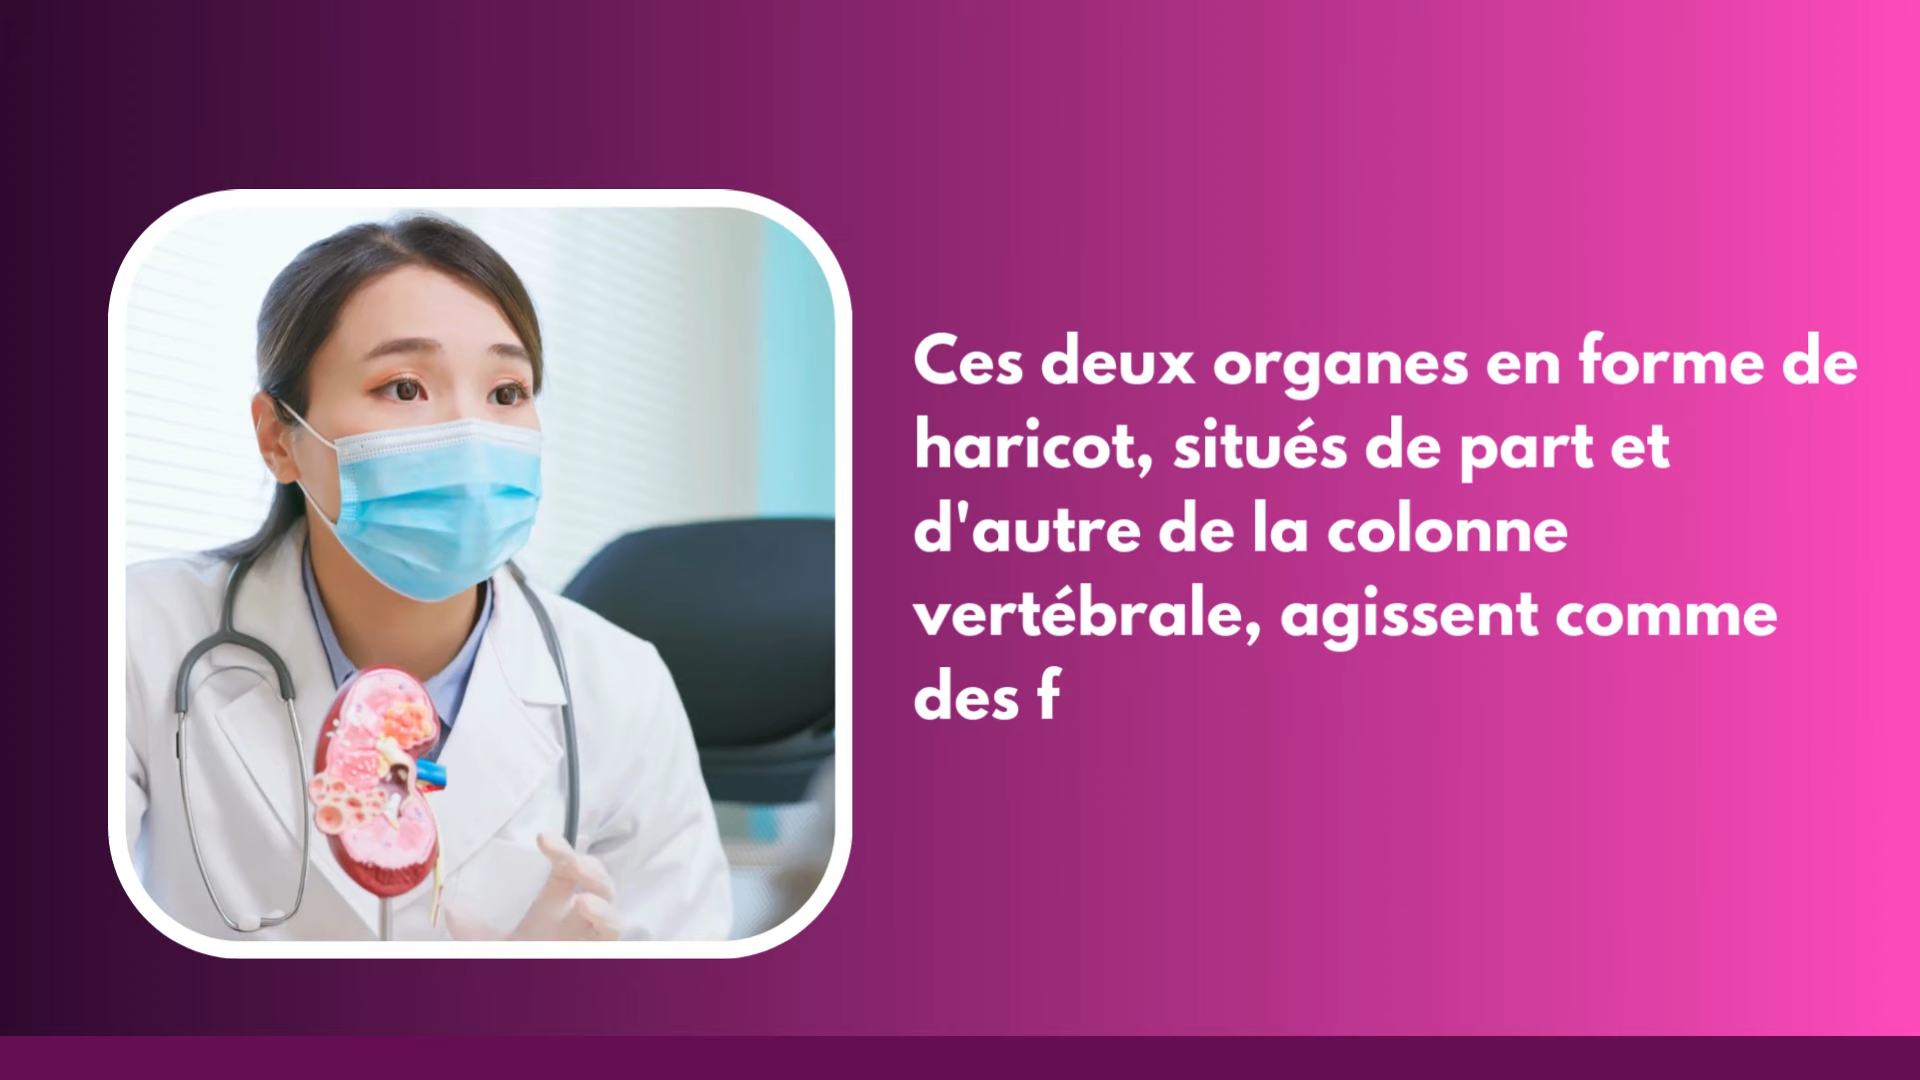 Ces deux organes en forme de
haricot, situés de part et
d'autre de la colonne
vertébrale, agissent comme
des f